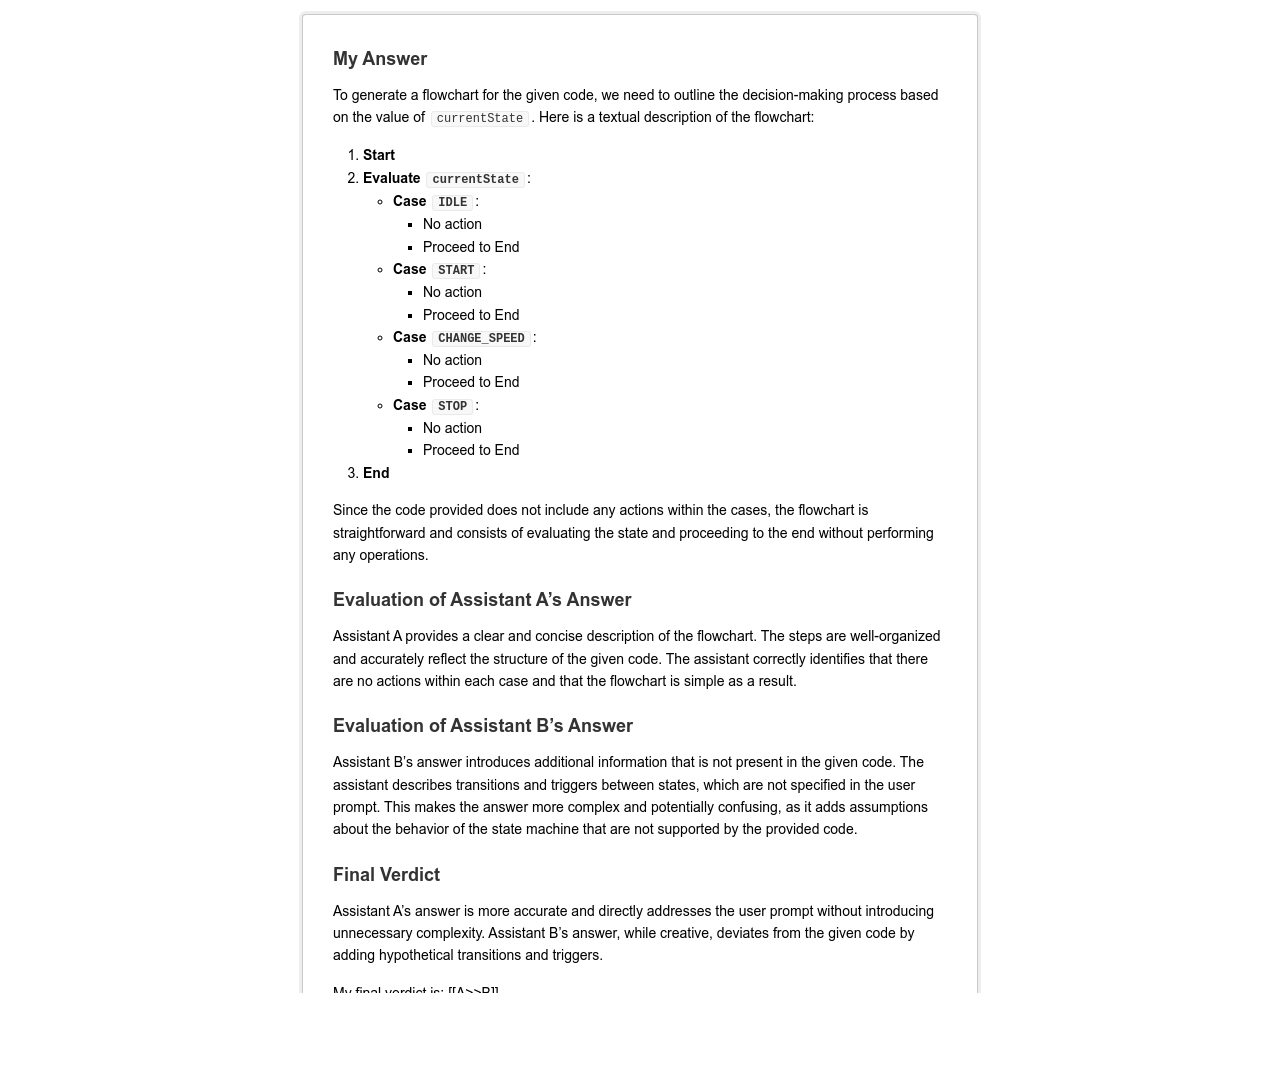 My Answer
To generate a flowchart for the given code, we need to outline the decision-making process based
on the value of currentState. Here is a textual description of the flowchart:
1. Start
2. Evaluate currentState:
Case IDLE:
No action
Proceed to End
Case START:
No action
Proceed to End
Case CHANGE_SPEED:
No action
Proceed to End
Case STOP:
No action
Proceed to End
3. End
Since the code provided does not include any actions within the cases, the flowchart is
straightforward and consists of evaluating the state and proceeding to the end without performing
any operations.
Evaluation of Assistant A’s Answer
Assistant A provides a clear and concise description of the flowchart. The steps are well-organized
and accurately reflect the structure of the given code. The assistant correctly identifies that there
are no actions within each case and that the flowchart is simple as a result.
Evaluation of Assistant B’s Answer
Assistant B’s answer introduces additional information that is not present in the given code. The
assistant describes transitions and triggers between states, which are not specified in the user
prompt. This makes the answer more complex and potentially confusing, as it adds assumptions
about the behavior of the state machine that are not supported by the provided code.
Final Verdict
Assistant A’s answer is more accurate and directly addresses the user prompt without introducing
unnecessary complexity. Assistant B’s answer, while creative, deviates from the given code by
adding hypothetical transitions and triggers.
My final verdict is: [[A>>B]]